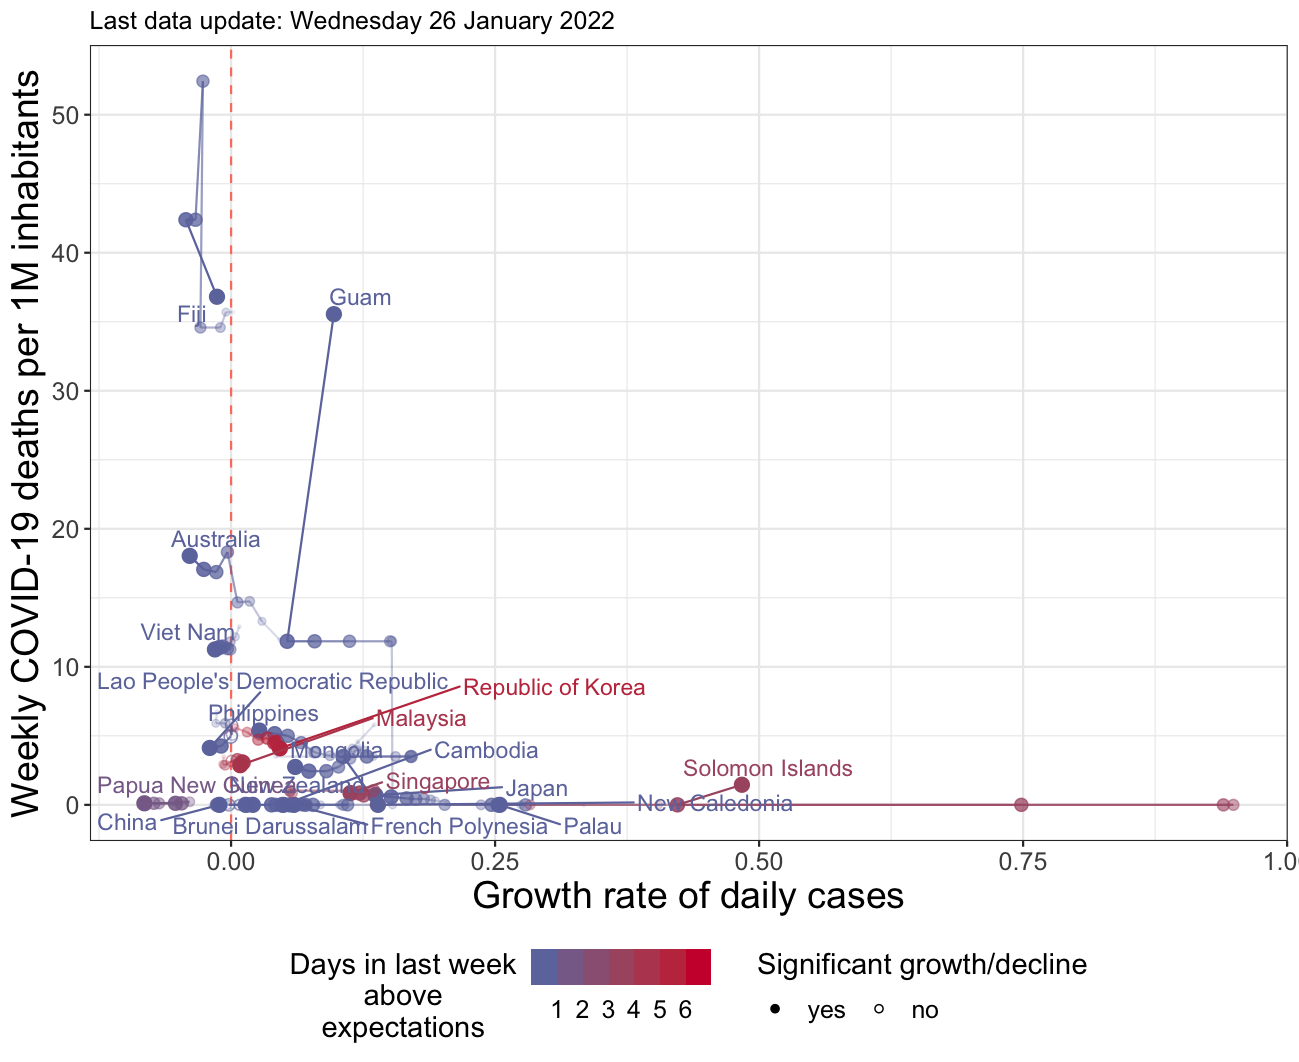 Last data update: Wednesday 26 January 2022
Weekly COVID-19 deaths per 1M inhabitants
50
40
30
20
10
0
Fiji
Guam
Australia
Viet Nam
Lao People's Democratic Republic
Republic of Korea
Philippines
Malaysia
Mongolia
Cambodia
Solomon Islands
Papua New Guinea
New Zealand
Singapore
Japan
New Caledonia
China
Brunei Darussalam
French Polynesia
Palau
0.00
0.25
0.50
0.75
1.0
Growth rate of daily cases
Days in last week
above
expectations
1 2 3 4 5 6
Significant growth/decline
yes
no